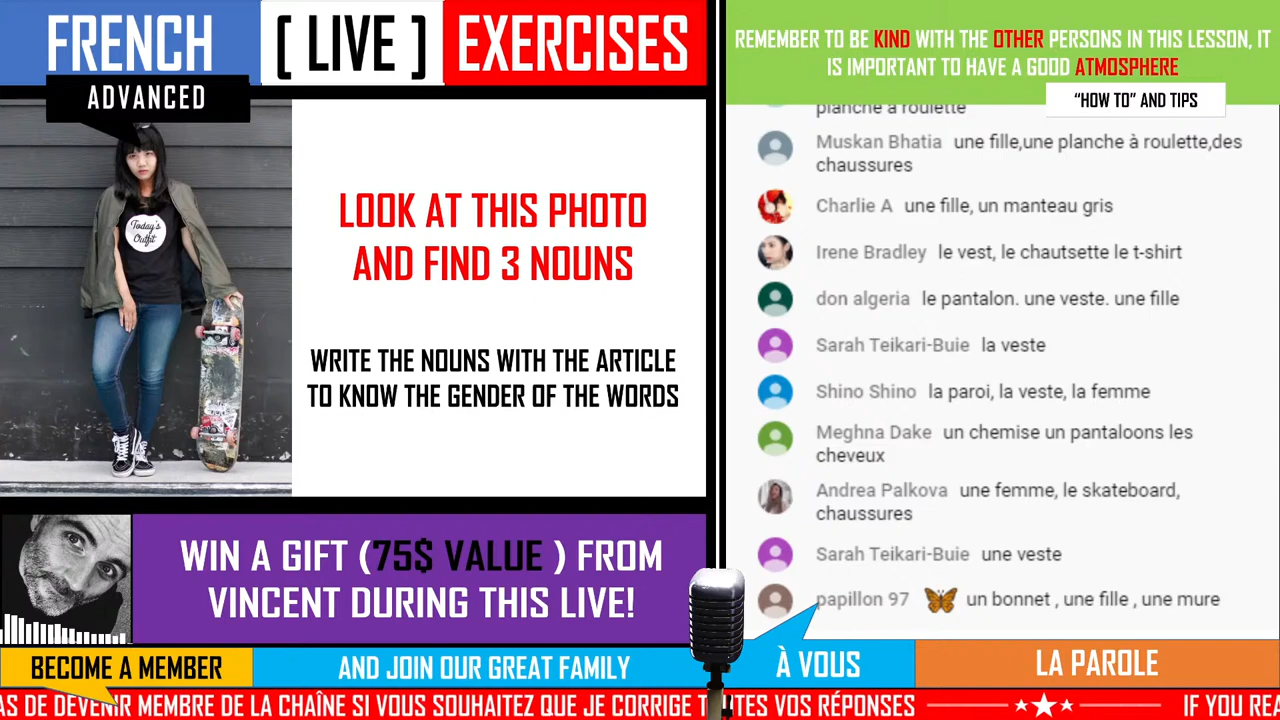 FRENCH
[ LIVE ]
EXERCISES
ADVANCED
Today's
Outfit
LOOK AT THIS PHOTO
AND FIND 3 NOUNS
WRITE THE NOUNS WITH THE ARTICLE
TO KNOW THE GENDER OF THE WORDS
WIN A GIFT (75$ VALUE ) FROM
VINCENT DURING THIS LIVE!
BECOME A MEMBER
AND JOIN OUR GREAT FAMILY
REMEMBER TO BE KIND WITH THE OTHER PERSONS IN THIS LESSON, IT
IS IMPORTANT TO HAVE A GOOD ATMOSPHERE
"HOW TO" AND TIPS
planche à roulette
Muskan Bhatia une fille,une planche à roulette,des
chaussures
Charlie A une fille, un manteau gris
Irene Bradley le vest, le chautsette le t-shirt
don algeria le pantalon. une veste. une fille
Sarah Teikari-Buie la veste
Shino Shino la paroi, la veste, la femme
Meghna Dake un chemise un pantaloons les
cheveux
Andrea Palkova une femme, le skateboard,
chaussures
Sarah Teikari-Buie une veste
papillon 97 un bonnet , une fille , une mure
À VOUS
LA PAROLE
AS DE DEVENIR MEMBRE DE LA CHAÎNE SI VOUS SOUHAITEZ QUE JE CORRIGE TOUTES VOS RÉPONSES
IF YOU REA